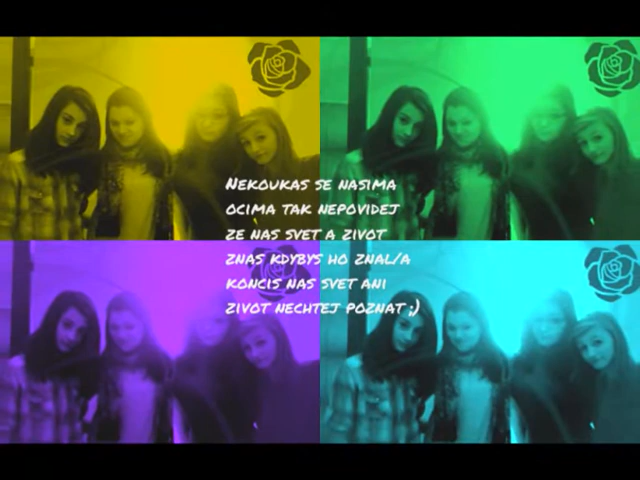 Nekoukas se nasima
ocima tak nepovidej
ze nas svet a zivot
znas kdybys ho znal/a
koncis nas svet ani
zivot nechtej poznat ;)